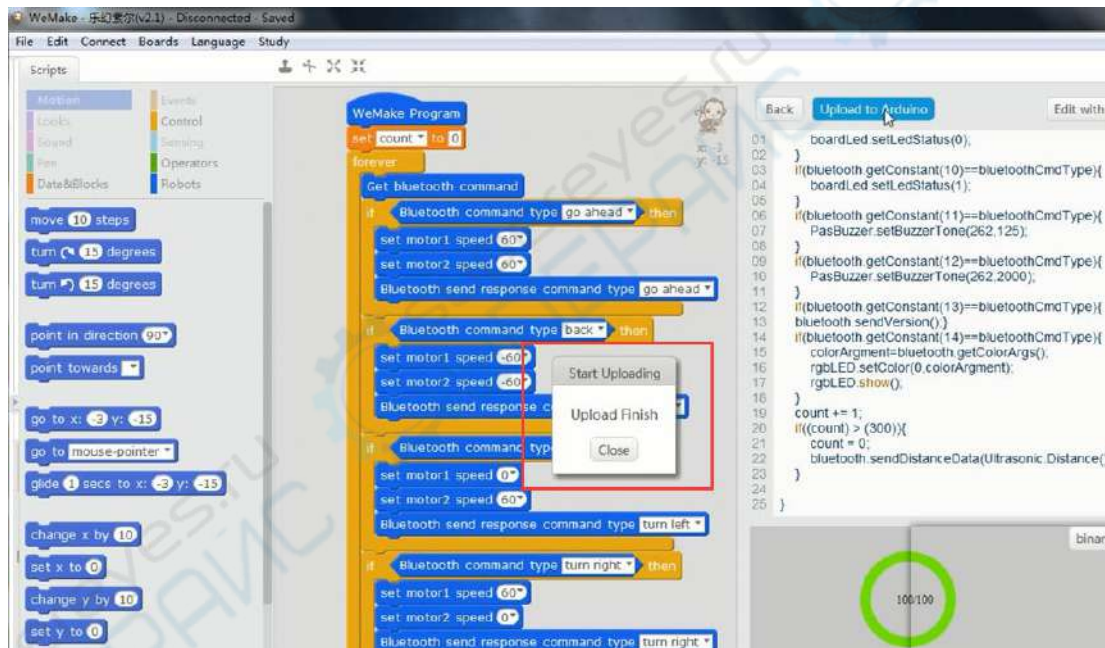 WeMake - 乐幻索尔(v2.1) - Disconnected - Saved
File Edit Connect Boards Language Study
Scripts
Motion Events
Looks Control
Sound Sensing
Pen Operators
Data&Blocks Robots
move 10 steps
turn 15 degrees
turn 15 degrees
point in direction 90
point towards
go to x: -3 y: -15
go to mouse-pointer
glide 1 secs to x: -3 y: -15
change x by 10
set x to 0
change y by 10
set y to 0
WeMake Program
set count to 0
forever
Get bluetooth command
if Bluetooth command type go ahead then
set motor1 speed 60
set motor2 speed 60
Bluetooth send response command type go ahead
if Bluetooth command type back then
set motor1 speed -60
set motor2 speed -60
Bluetooth send response
if Bluetooth command
set motor1 speed 0
set motor2 speed 60
Bluetooth send response command type turn left
if Bluetooth command type turn right then
set motor1 speed 60
set motor2 speed 0
Bluetooth send response command type turn right
x: -3
y: -15
Start Uploading
Upload Finish
Close
Back Upload to Arduino Edit with
01 boardLed.setLedStatus(0);
02 }
03 if(bluetooth.getConstant(10)==bluetoothCmdType){
04 boardLed.setLedStatus(1);
05 }
06 if(bluetooth.getConstant(11)==bluetoothCmdType){
07 PasBuzzer.setBuzzerTone(262,125);
08 }
09 if(bluetooth.getConstant(12)==bluetoothCmdType){
10 PasBuzzer.setBuzzerTone(262,2000);
11 }
12 if(bluetooth.getConstant(13)==bluetoothCmdType){
13 bluetooth.sendVersion();}
14 if(bluetooth.getConstant(14)==bluetoothCmdType){
15 colorArgment=bluetooth.getColorArgs();
16 rgbLED.setColor(0,colorArgment);
17 rgbLED.show();
18 }
19 count += 1;
20 if((count) > (300)){
21 count = 0;
22 bluetooth.sendDistanceData(Ultrasonic.Distance(
23 }
24
25 }
100/100